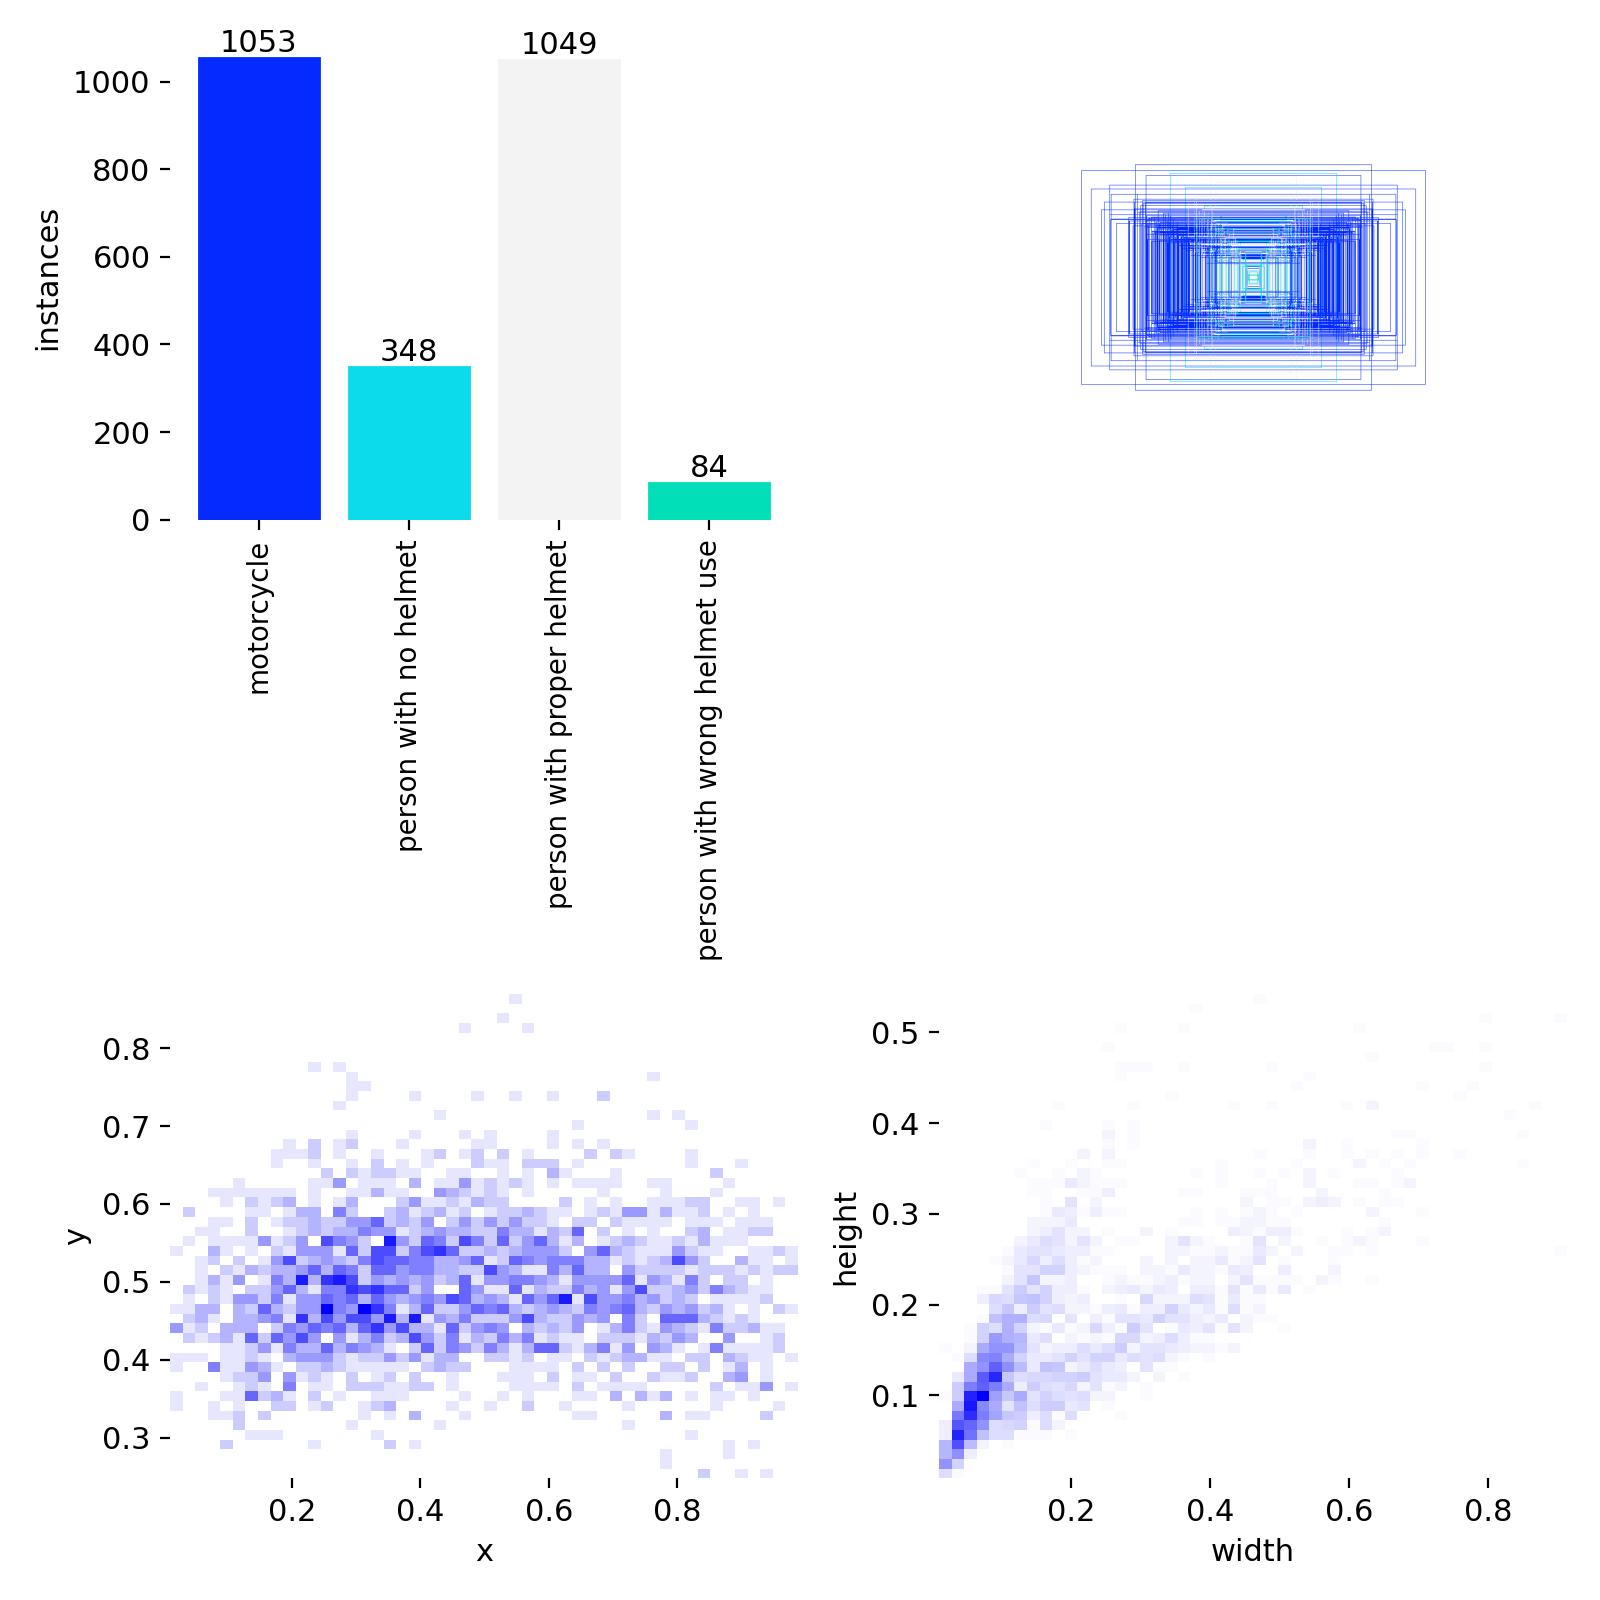 1053
1049
348
84
instances
1000
800
600
400
200
0
motorcycle
person with no helmet
person with proper helmet
person with wrong helmet use
y
0.8
0.7
0.6
0.5
0.4
0.3
0.2 0.4 0.6 0.8
x
height
0.5
0.4
0.3
0.2
0.1
0.2 0.4 0.6 0.8
width